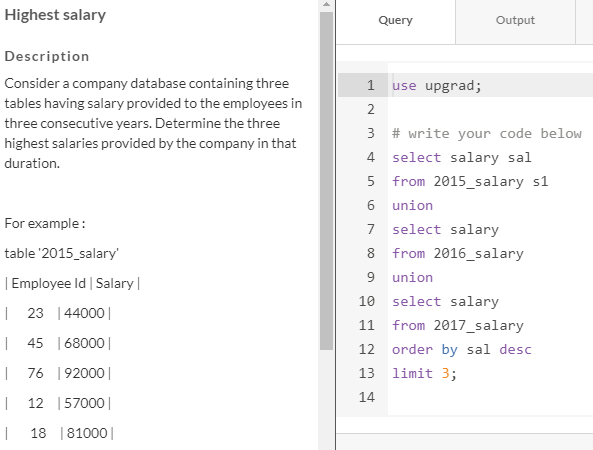 Highest salary
Description
Consider a company database containing three
tables having salary provided to the employees in
three consecutive years. Determine the three
highest salaries provided by the company in that
duration.
For example :
table '2015_salary'
| Employee Id | Salary |
| 23 | 44000 |
| 45 | 68000 |
| 76 | 92000 |
| 12 | 57000 |
| 18 | 81000 |
Query
Output
1 use upgrad;
2
3 # write your code below
4 select salary sal
5 from 2015_salary s1
6 union
7 select salary
8 from 2016_salary
9 union
10 select salary
11 from 2017_salary
12 order by sal desc
13 limit 3;
14